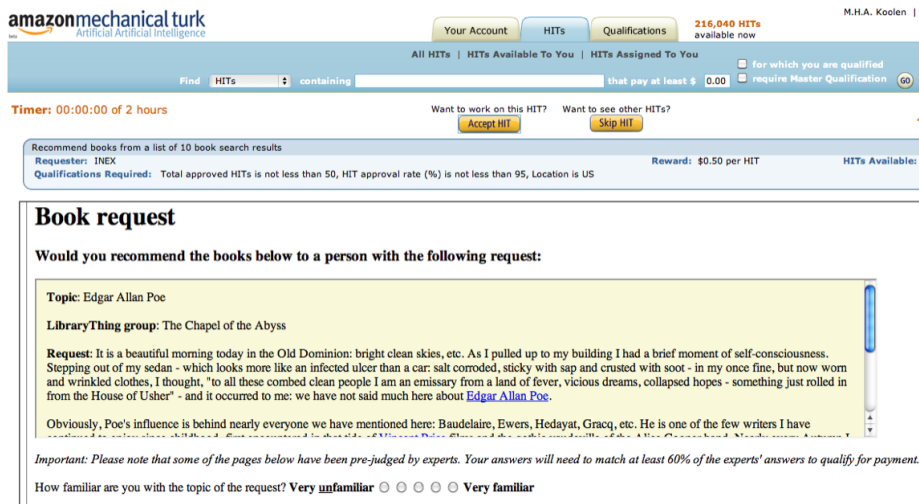 M.H.A. Koolen |
amazonmechanical turk
beta
Artificial Artificial Intelligence
Your Account HITs Qualifications
216,040 HITs
available now
All HITs | HITs Available To You | HITs Assigned To You
for which you are qualified
Find HITs containing that pay at least $ 0.00 require Master Qualification GO
Timer: 00:00:00 of 2 hours
Want to work on this HIT? Want to see other HITs?
Accept HIT Skip HIT
Recommend books from a list of 10 book search results
Requester: INEX Reward: $0.50 per HIT HITs Available:
Qualifications Required: Total approved HITs is not less than 50, HIT approval rate (%) is not less than 95, Location is US
Book request
Would you recommend the books below to a person with the following request:
Topic: Edgar Allan Poe
LibraryThing group: The Chapel of the Abyss
Request: It is a beautiful morning today in the Old Dominion: bright clean skies, etc. As I pulled up to my building I had a brief moment of self-consciousness.
Stepping out of my sedan - which looks more like an infected ulcer than a car: salt corroded, sticky with sap and crusted with soot - in my once fine, but now worn
and wrinkled clothes, I thought, "to all these combed clean people I am an emissary from a land of fever, vicious dreams, collapsed hopes - something just rolled in
from the House of Usher" - and it occurred to me: we have not said much here about Edgar Allan Poe.
Obviously, Poe's influence is behind nearly everyone we have mentioned here: Baudelaire, Ewers, Hedayat, Gracq, etc. He is one of the few writers I have
Important: Please note that some of the pages below have been pre-judged by experts. Your answers will need to match at least 60% of the experts' answers to qualify for payment.
How familiar are you with the topic of the request? Very unfamiliar Very familiar